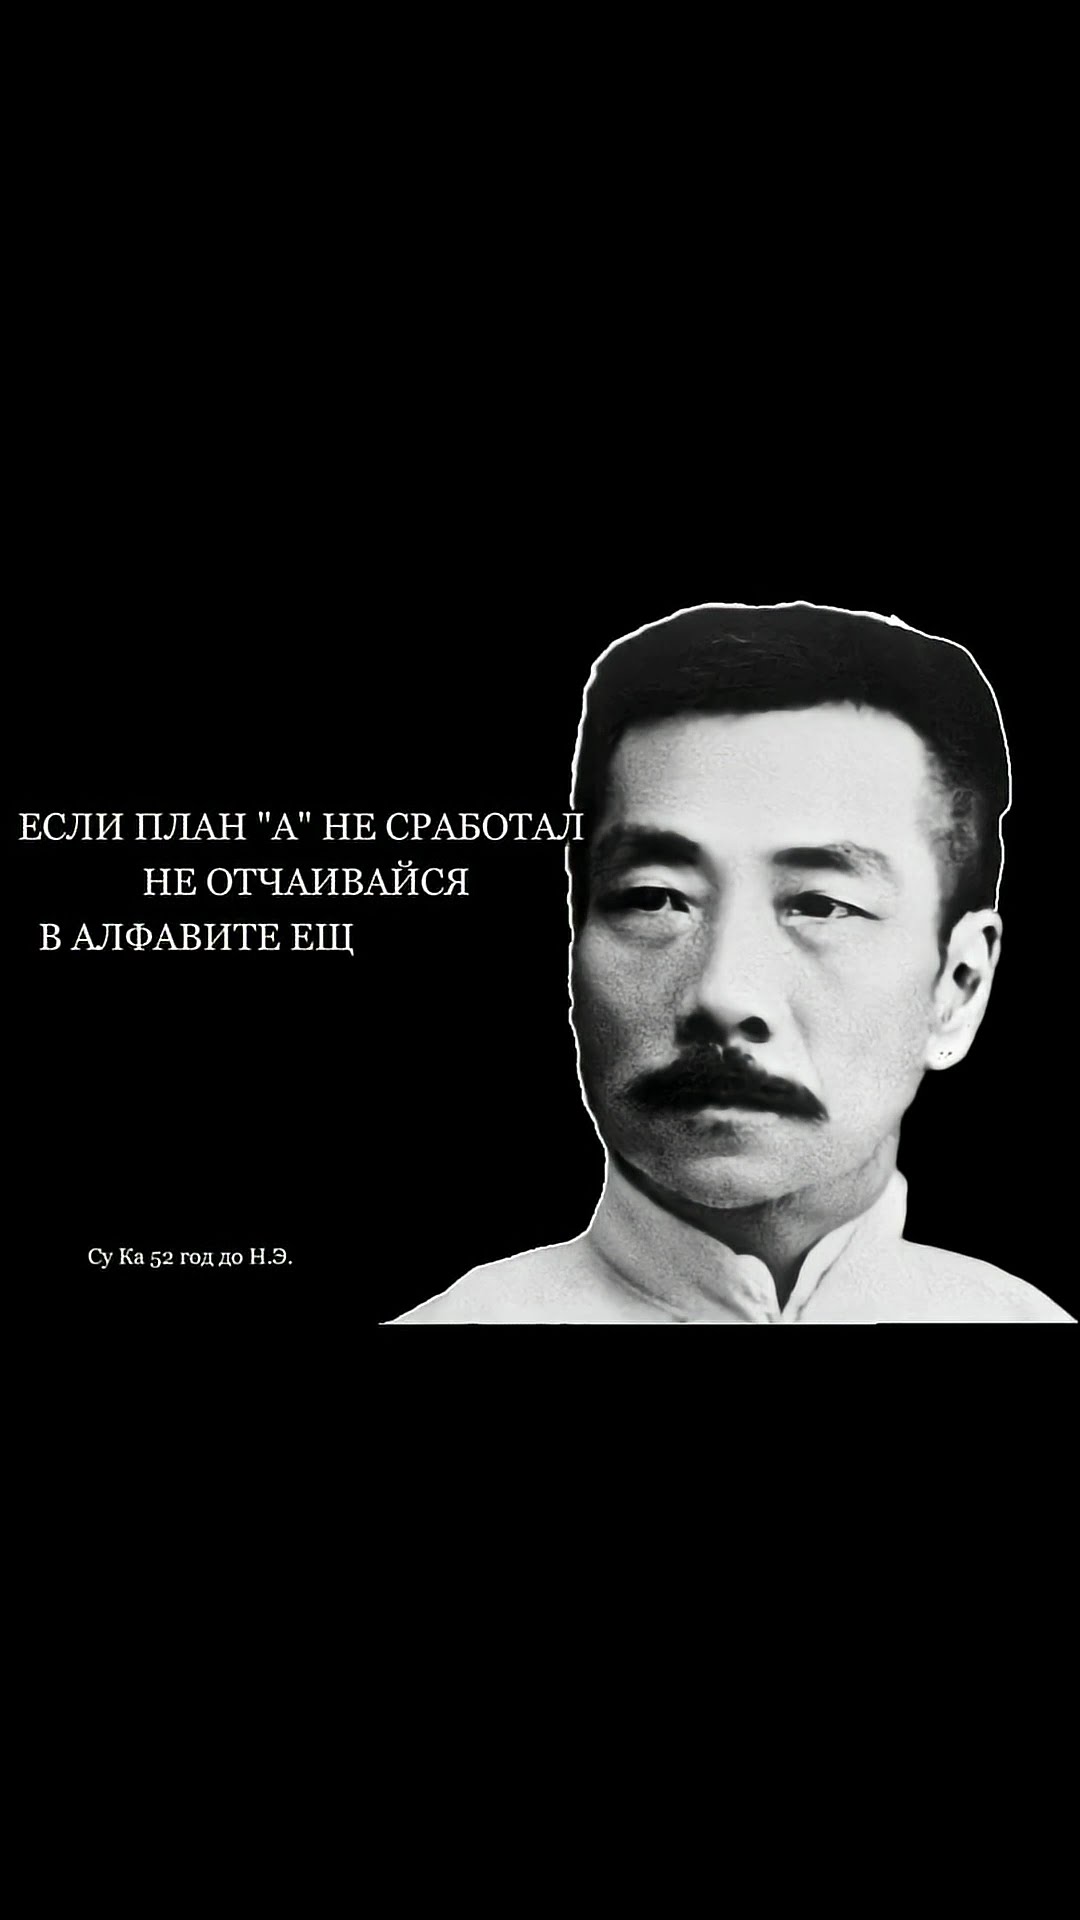 ЕСЛИ ПЛАН "А" НЕ СРАБОТАЛ
НЕ ОТЧАИВАЙСЯ
В АЛФАВИТЕ ЕЩ
Су Ка 52 год до Н.Э.